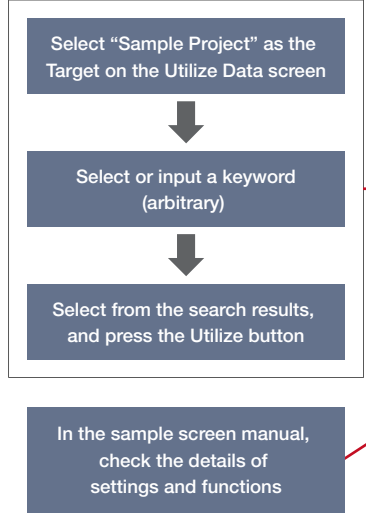 Select “Sample Project” as the
Target on the Utilize Data screen
Select or input a keyword
(arbitrary)
Select from the search results,
and press the Utilize button
In the sample screen manual,
check the details of
settings and functions